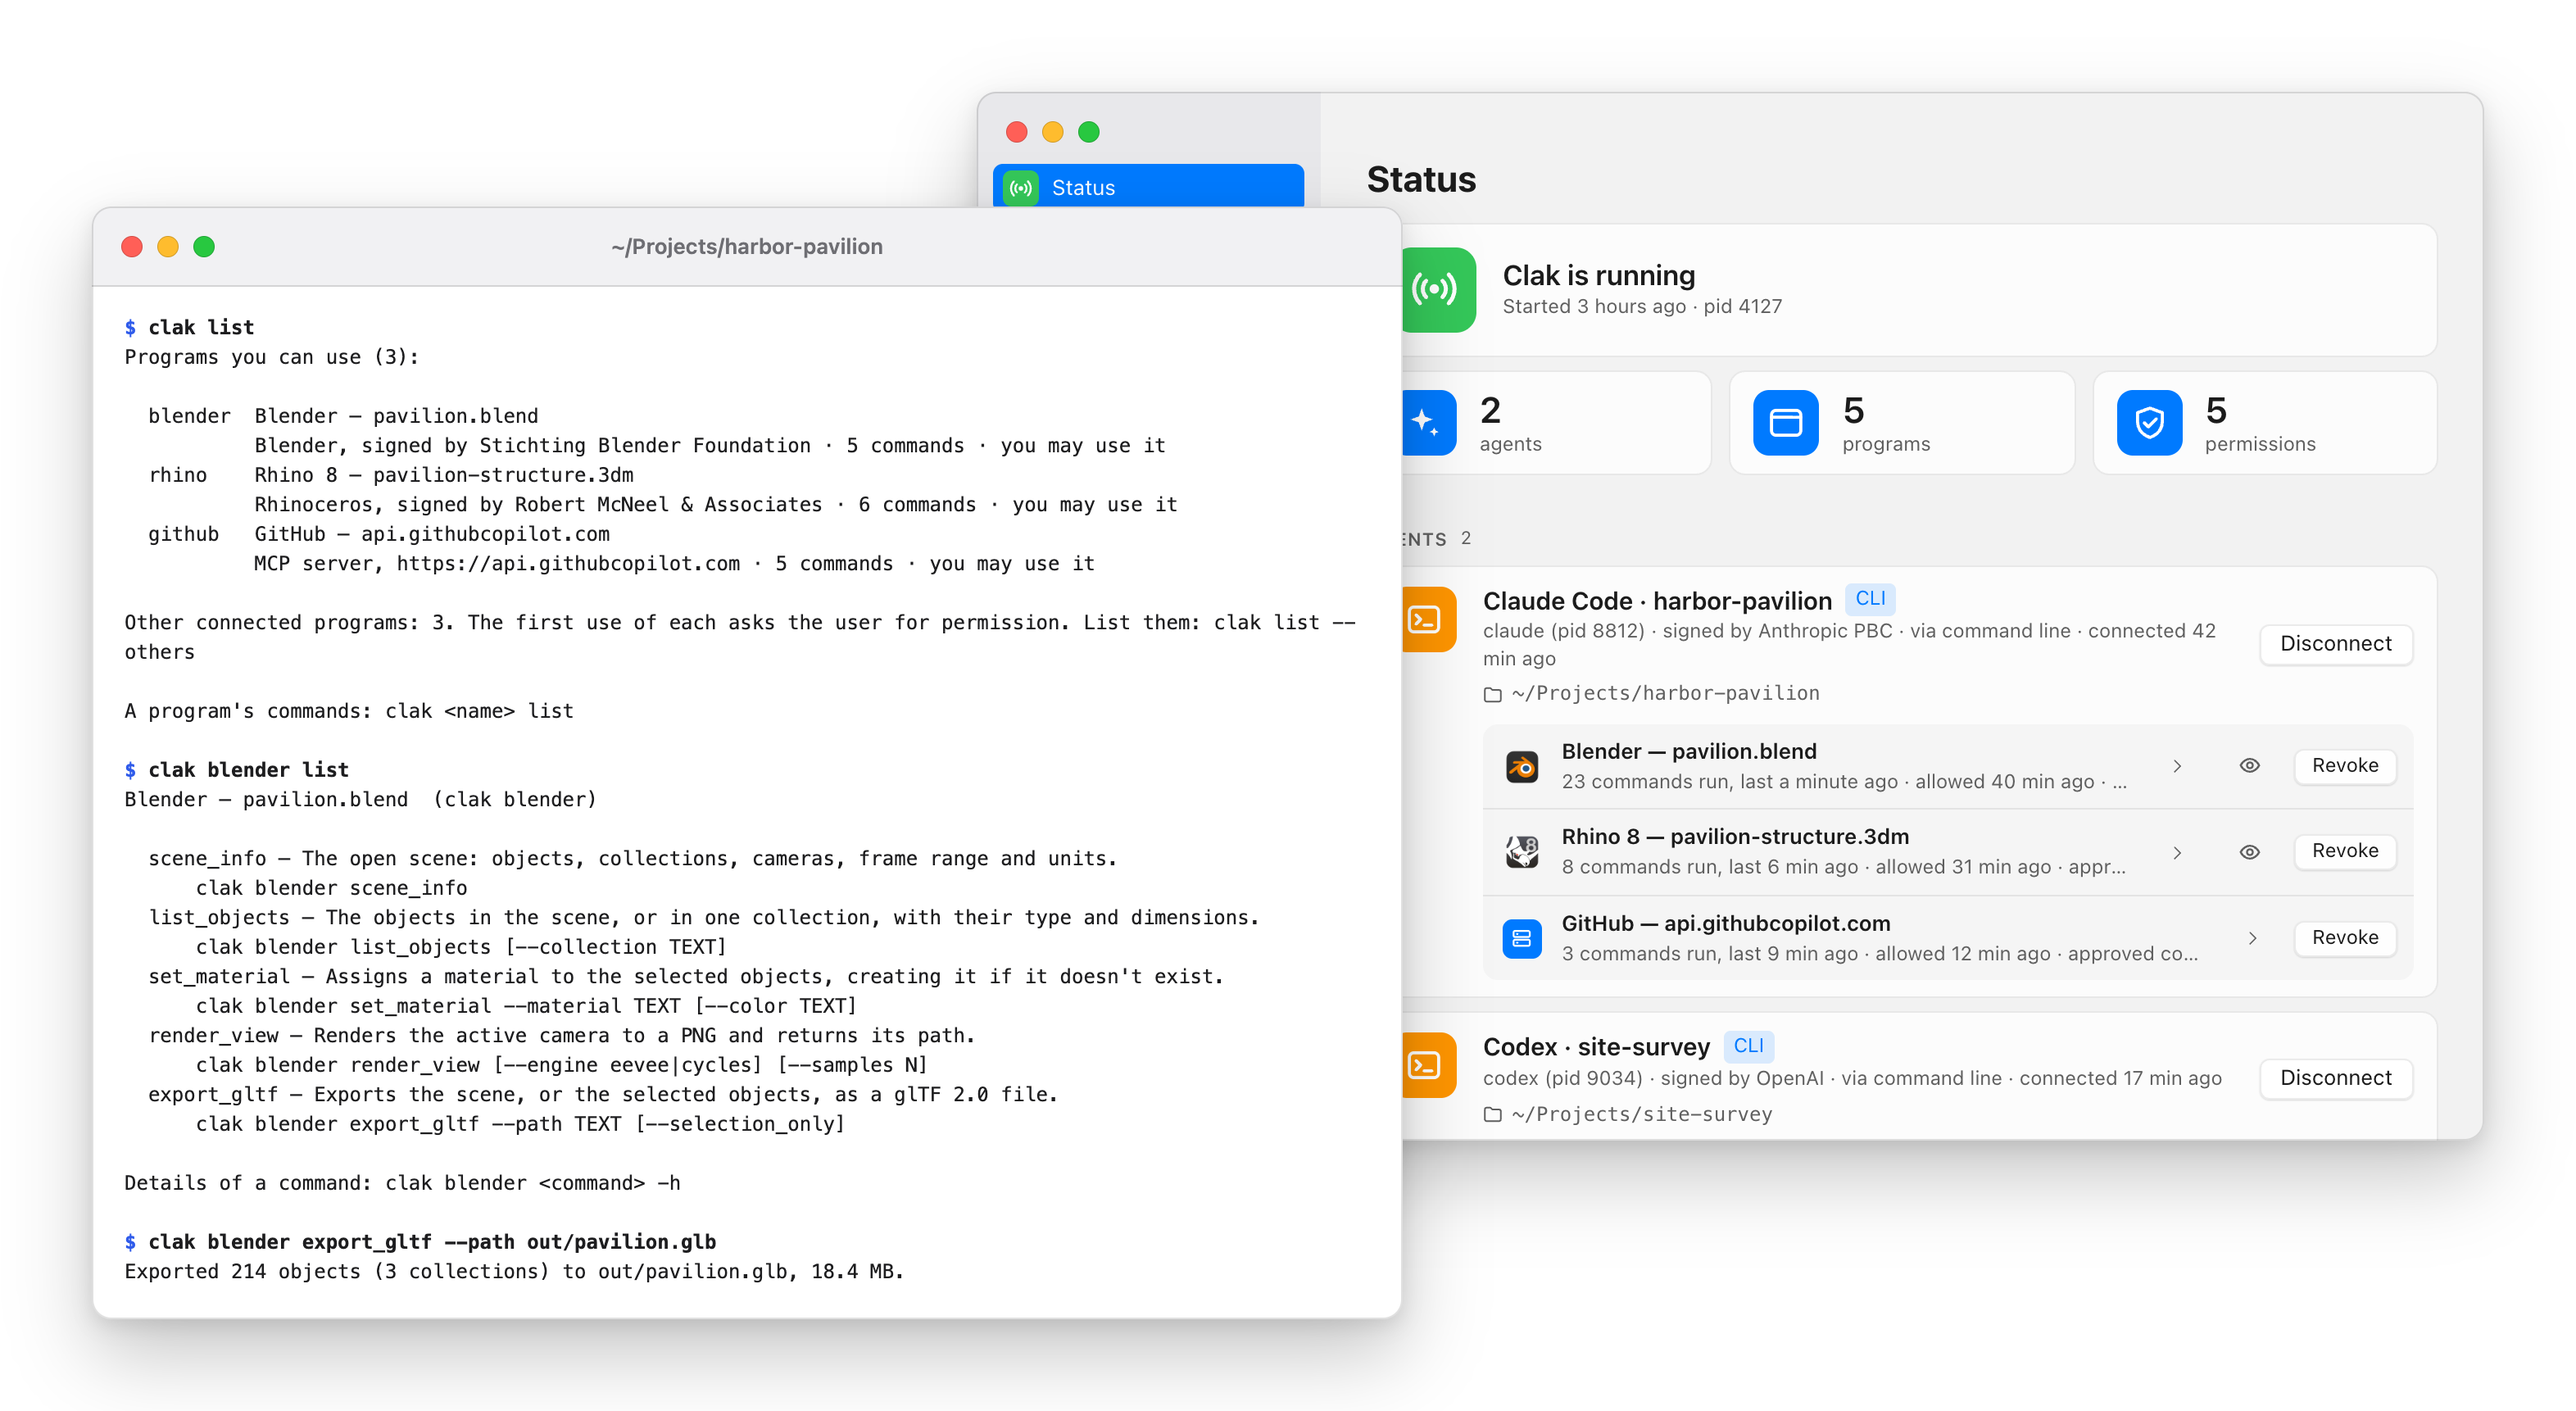 ~/Projects/harbor-pavilion
$ clak list
Programs you can use (3):
blender  Blender — pavilion.blend
Blender, signed by Stichting Blender Foundation · 5 commands · you may use it
rhino    Rhino 8 — pavilion-structure.3dm
Rhinoceros, signed by Robert McNeel & Associates · 6 commands · you may use it
github   GitHub — api.githubcopilot.com
MCP server, https://api.githubcopilot.com · 5 commands · you may use it
Other connected programs: 3. The first use of each asks the user for permission. List them: clak list --
others
A program's commands: clak <name> list
$ clak blender list
Blender — pavilion.blend  (clak blender)
scene_info — The open scene: objects, collections, cameras, frame range and units.
clak blender scene_info
list_objects — The objects in the scene, or in one collection, with their type and dimensions.
clak blender list_objects [--collection TEXT]
set_material — Assigns a material to the selected objects, creating it if it doesn't exist.
clak blender set_material --material TEXT [--color TEXT]
render_view — Renders the active camera to a PNG and returns its path.
clak blender render_view [--engine eevee|cycles] [--samples N]
export_gltf — Exports the scene, or the selected objects, as a glTF 2.0 file.
clak blender export_gltf --path TEXT [--selection_only]
Details of a command: clak blender <command> -h
$ clak blender export_gltf --path out/pavilion.glb
Exported 214 objects (3 collections) to out/pavilion.glb, 18.4 MB.
Status
Status
Clak is running
Started 3 hours ago · pid 4127
2
agents
5
programs
5
permissions
ENTS 2
Claude Code · harbor-pavilion CLI
claude (pid 8812) · signed by Anthropic PBC · via command line · connected 42
min ago
~/Projects/harbor-pavilion
Disconnect
Blender — pavilion.blend
23 commands run, last a minute ago · allowed 40 min ago · ...
Revoke
Rhino 8 — pavilion-structure.3dm
8 commands run, last 6 min ago · allowed 31 min ago · appr...
Revoke
GitHub — api.githubcopilot.com
3 commands run, last 9 min ago · allowed 12 min ago · approved co...
Revoke
Codex · site-survey CLI
codex (pid 9034) · signed by OpenAI · via command line · connected 17 min ago
~/Projects/site-survey
Disconnect